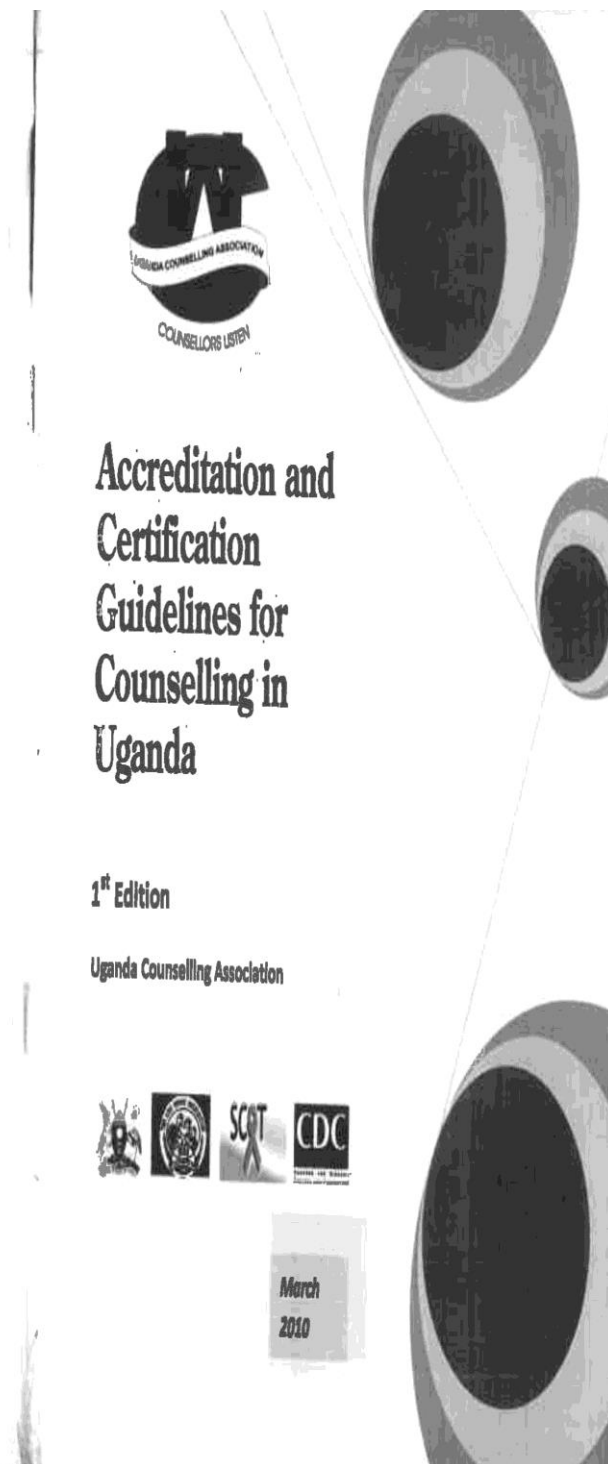 UGANDA COUNSELLING ASSOCIATION
COUNSELLORS LISTEN
Accreditation and
Certification
Guidelines for
Counselling in
Uganda
1st Edition
Uganda Counselling Association
SCOT
CDC
March
2010